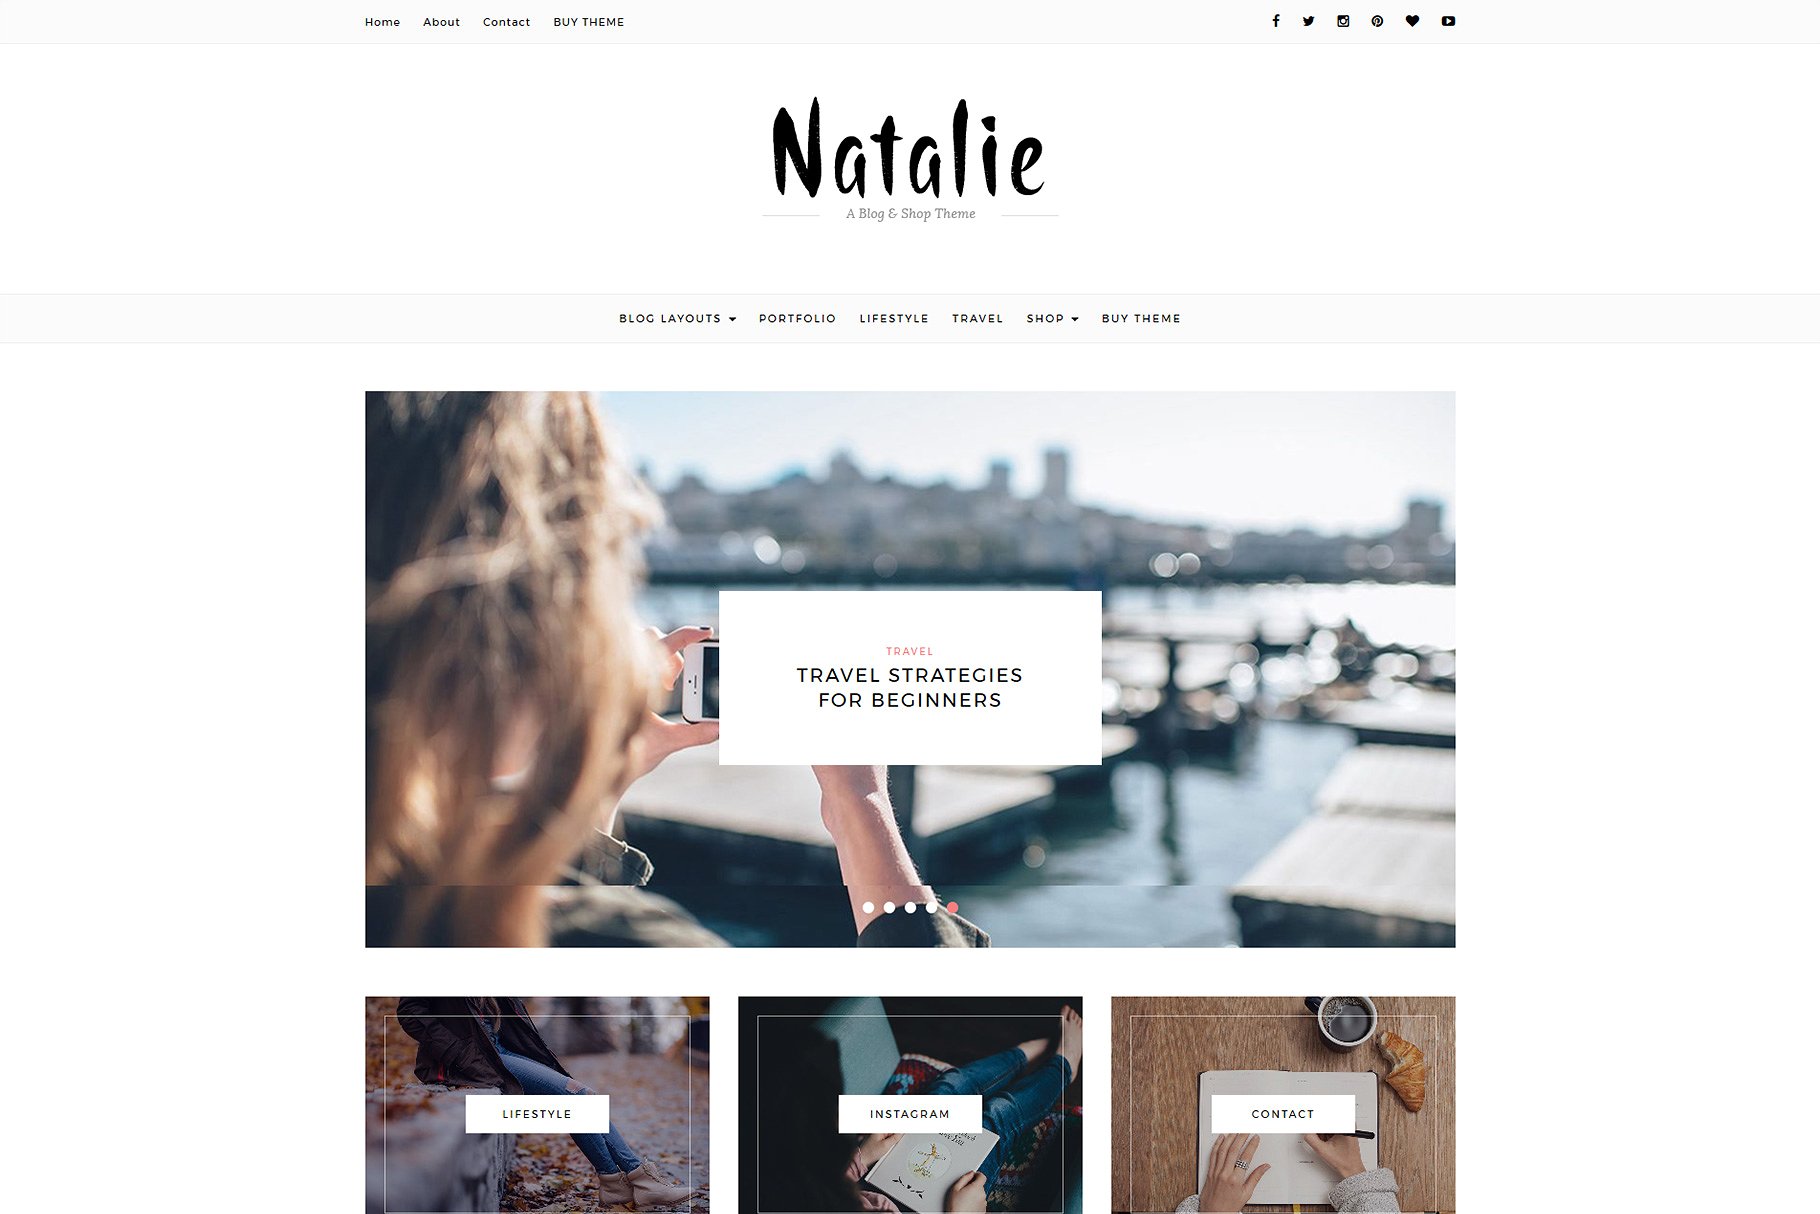 Home About Contact BUY THEME
Natalie
A Blog & Shop Theme
BLOG LAYOUTS PORTFOLIO LIFESTYLE TRAVEL SHOP BUY THEME
TRAVEL
TRAVEL STRATEGIES
FOR BEGINNERS
LIFESTYLE
INSTAGRAM
CONTACT